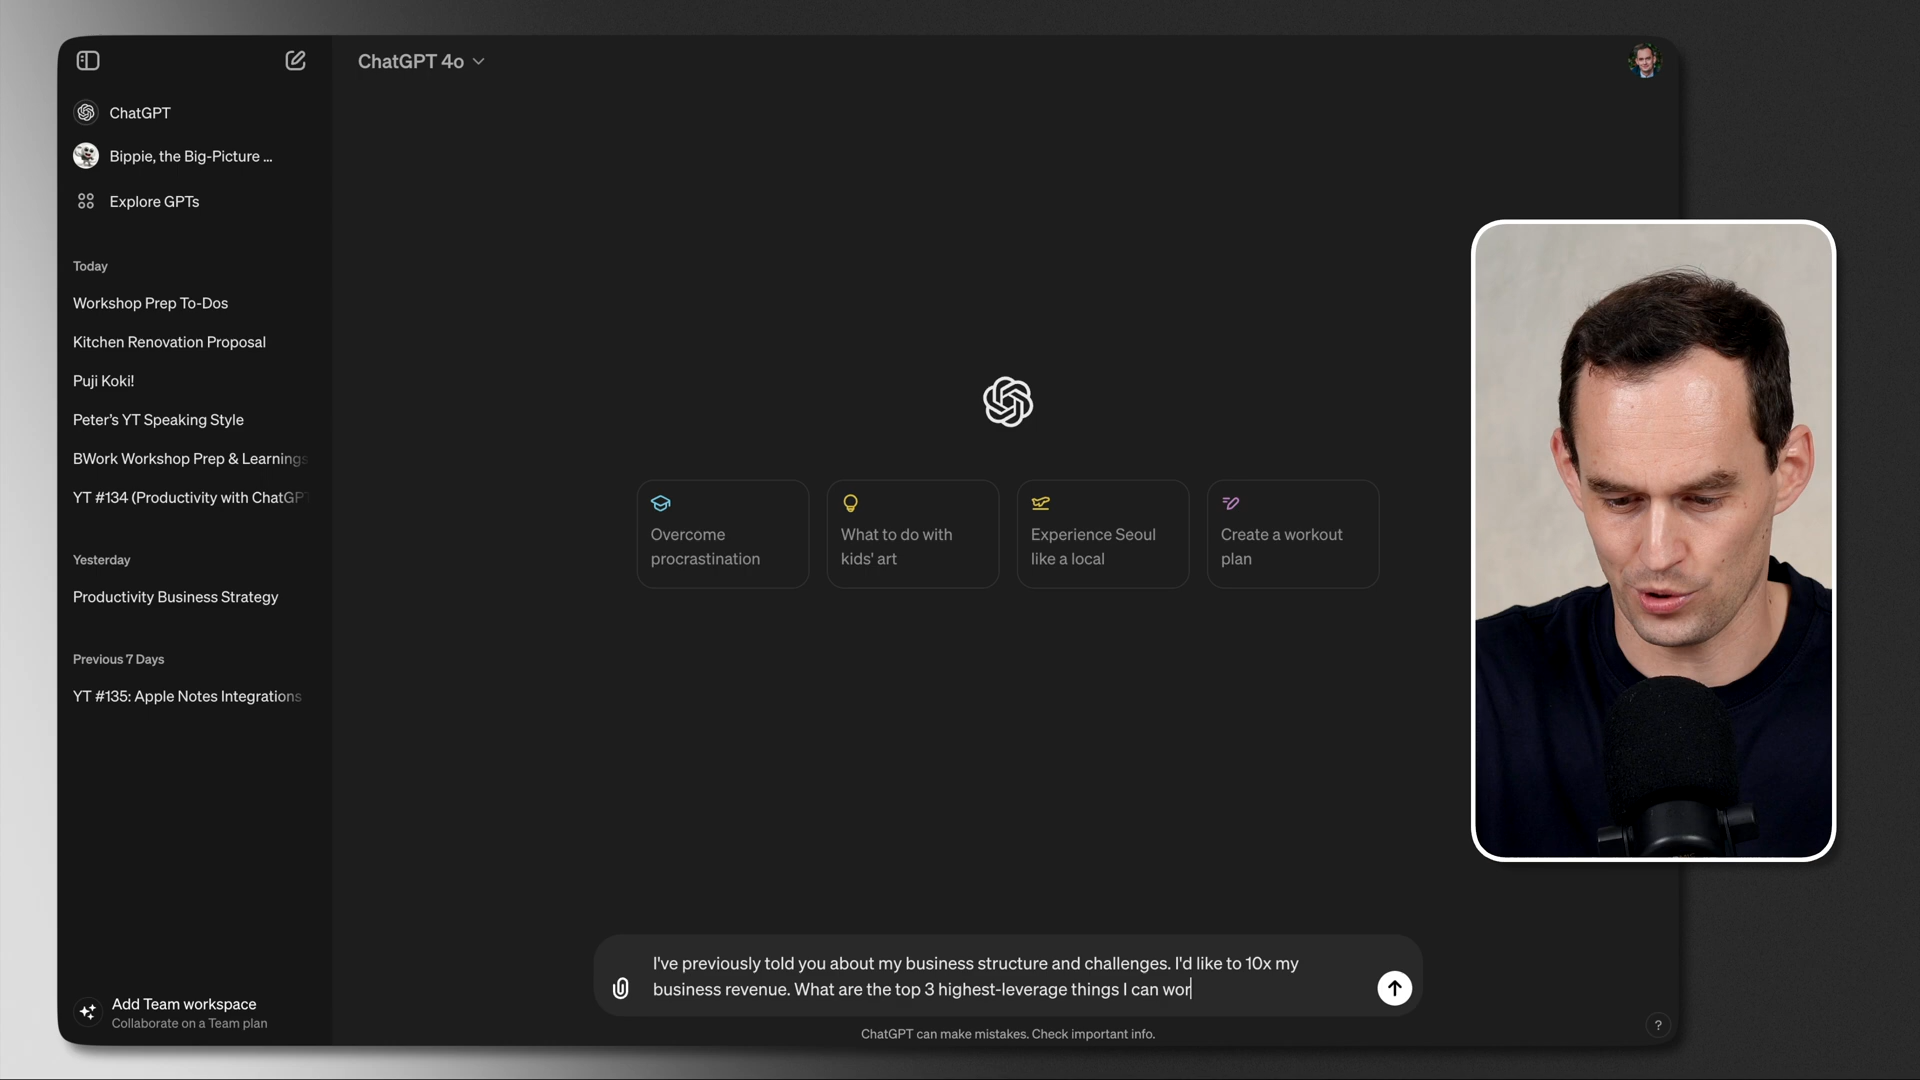 ChatGPT 4o
ChatGPT
Bippie, the Big-Picture ...
Explore GPTs
Today
Workshop Prep To-Dos
Kitchen Renovation Proposal
Puji Koki!
Peter's YT Speaking Style
BWork Workshop Prep & Learnings
YT #134 (Productivity with ChatGPT
Yesterday
Productivity Business Strategy
Previous 7 Days
YT #135: Apple Notes Integrations
Add Team workspace
Collaborate on a Team plan
Overcome
procrastination
What to do with
kids' art
Experience Seoul
like a local
Create a workout
plan
I've previously told you about my business structure and challenges. I'd like to 10x my
business revenue. What are the top 3 highest-leverage things I can wor
ChatGPT can make mistakes. Check important info.
?